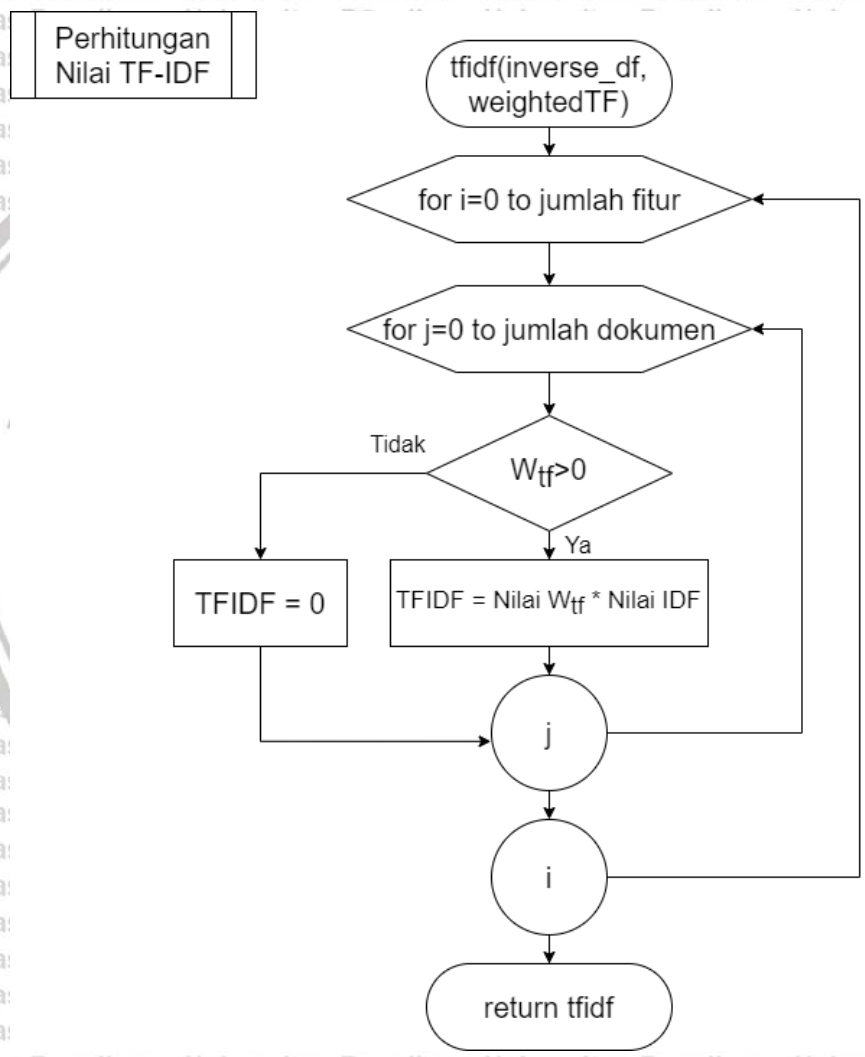 Perhitungan
Nilai TF-IDF
tfidf(inverse_df,
weightedTF)
for i=0 to jumlah fitur
for j=0 to jumlah dokumen
Tidak
Wtf>0
Ya
TFIDF = 0
TFIDF = Nilai Wtf * Nilai IDF
j
i
return tfidf